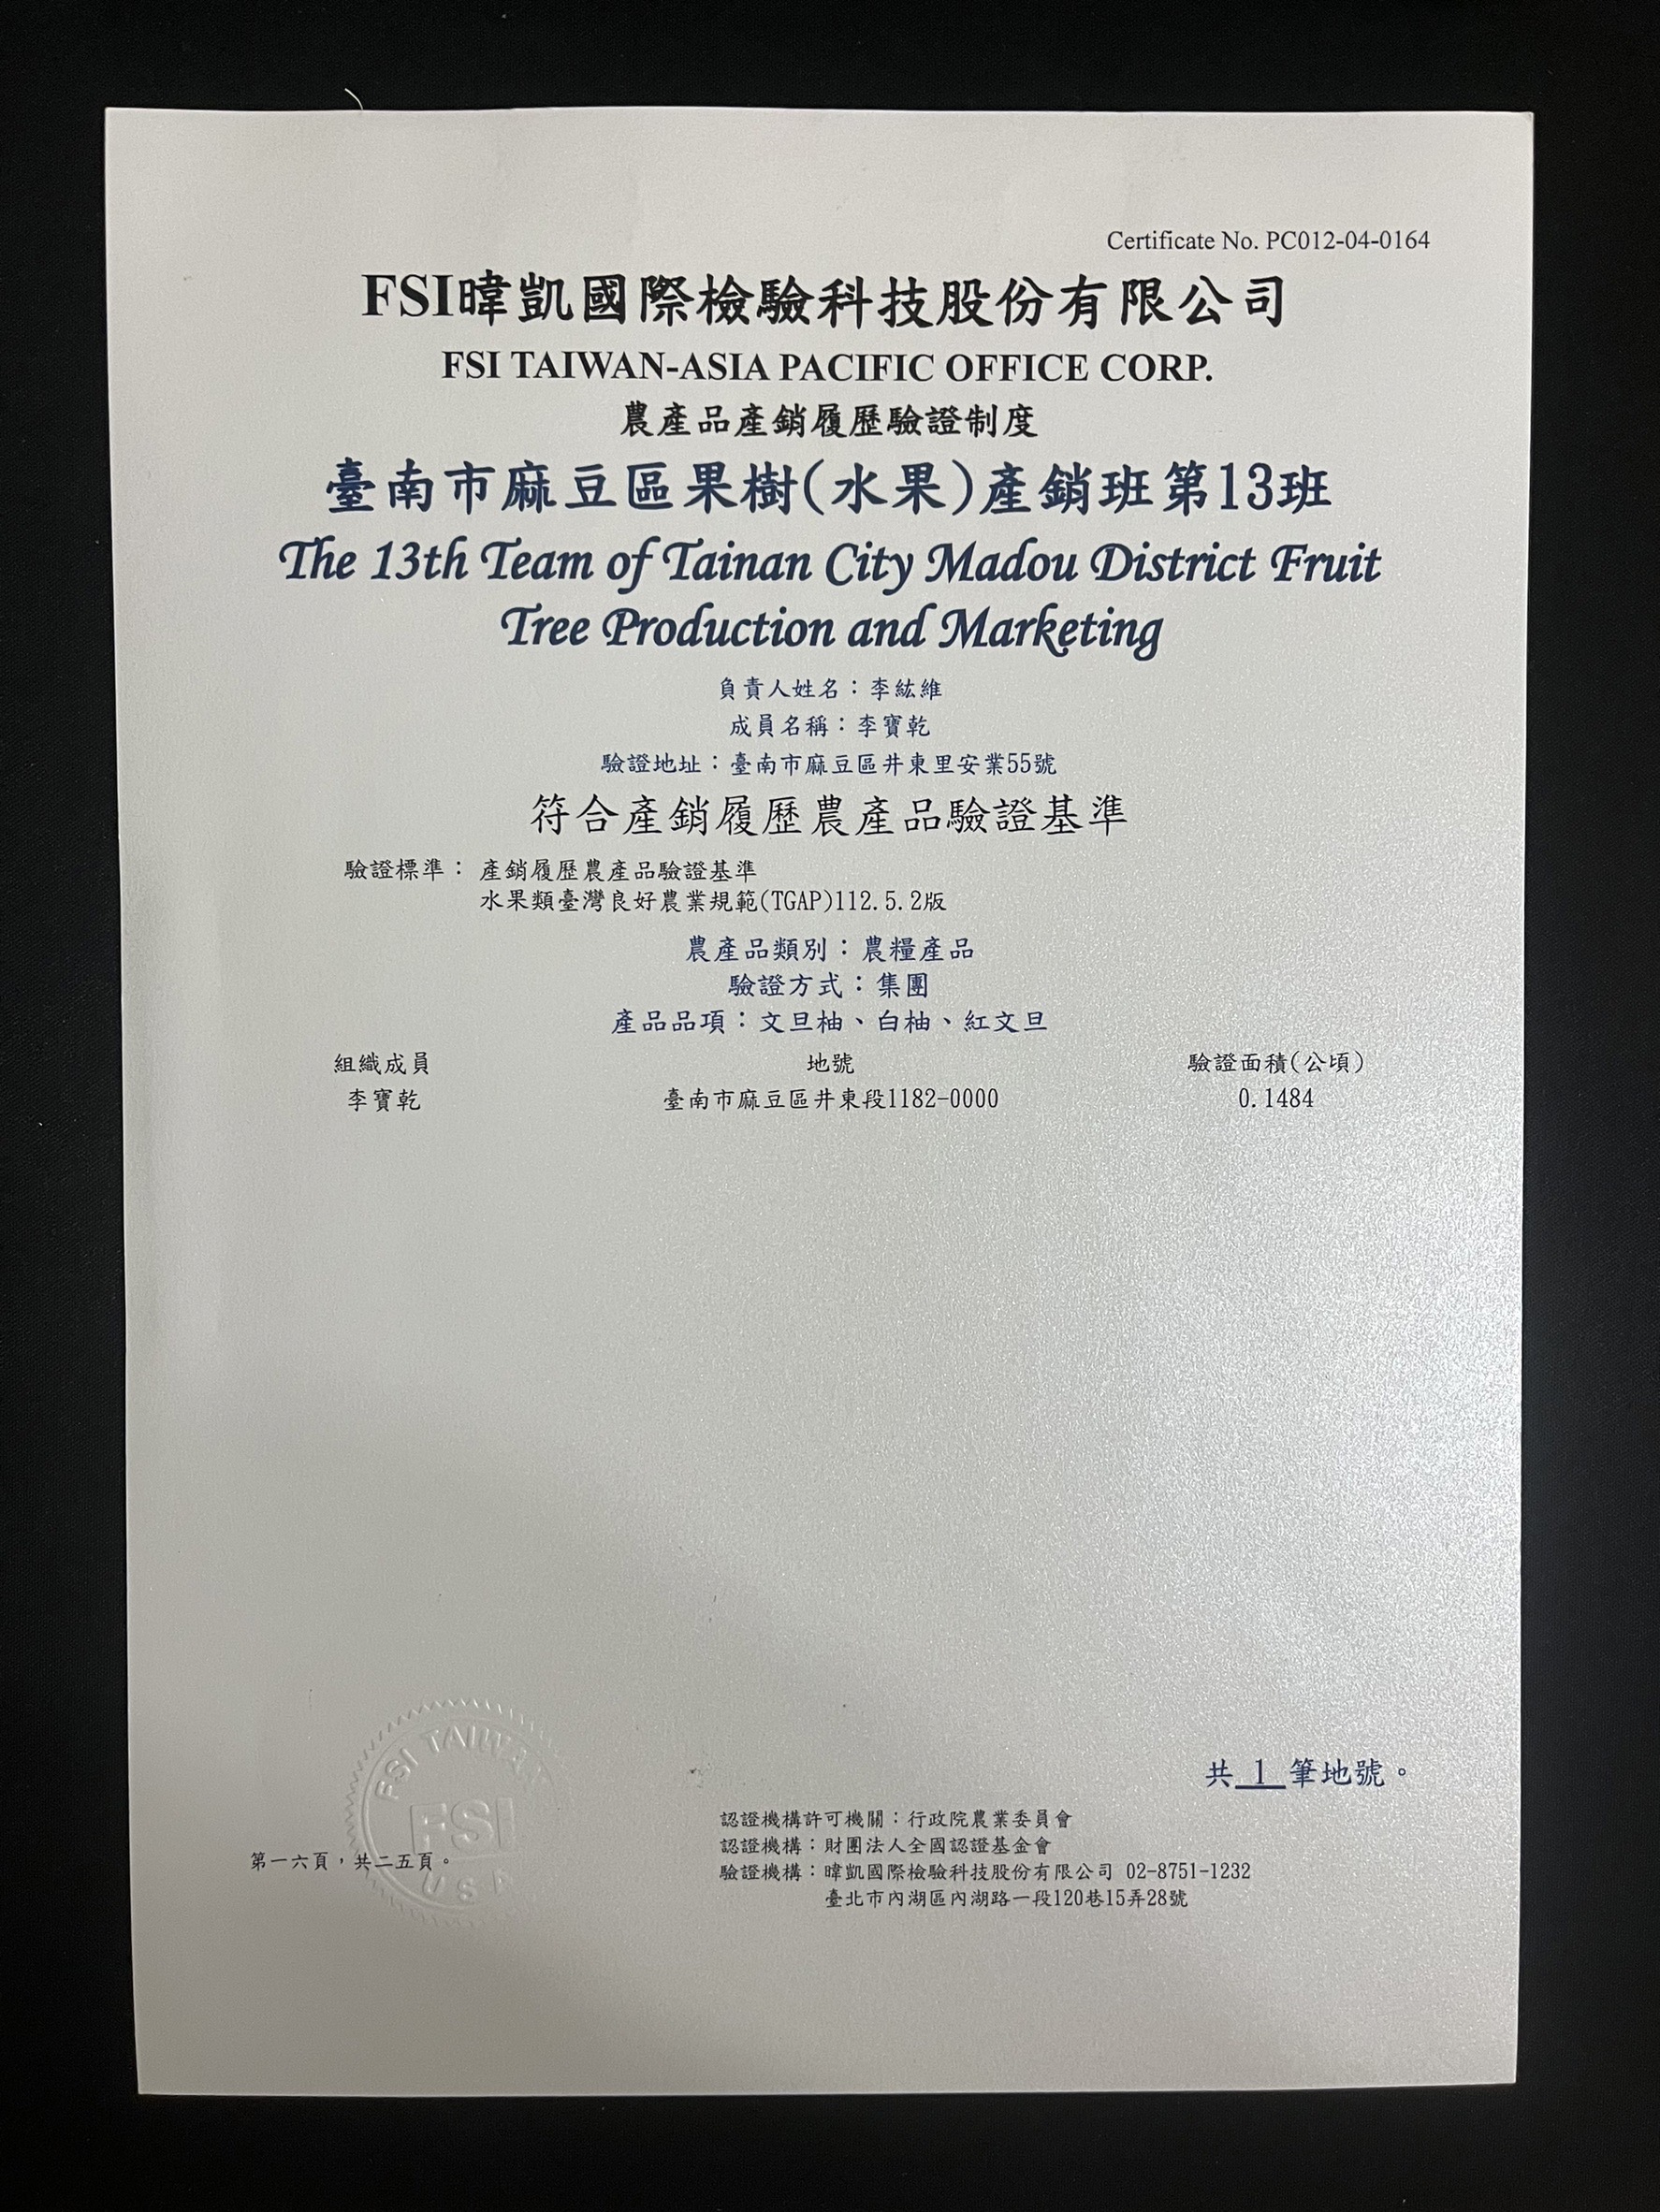 Certificate No. PC012-04-0164
FSI暐凱國際檢驗科技股份有限公司
FSI TAIWAN-ASIA PACIFIC OFFICE CORP.
農產品產銷履歷驗證制度
臺南市麻豆區果樹(水果)產銷班第13班
The 13th Team of Tainan City Madou District Fruit
Tree Production and Marketing
負責人姓名：李紘維
成員名稱：李寶乾
驗證地址：臺南市麻豆區井東里安業55號
符合產銷履歷農產品驗證基準
驗證標準： 產銷履歷農產品驗證基準
水果類臺灣良好農業規範(TGAP)112.5.2版
農產品類別：農糧產品
驗證方式：集團
產品品項：文旦柚、白柚、紅文旦
組織成員 地號 驗證面積(公頃)
李寶乾 臺南市麻豆區井東段1182-0000 0.1484
共 1 筆地號。
FSI TAIWAN
FSI
USA
第一六頁，共二五頁。
認證機構許可機關：行政院農業委員會
認證機構：財團法人全國認證基金會
驗證機構：暐凱國際檢驗科技股份有限公司 02-8751-1232
臺北市內湖區內湖路一段120巷15弄28號